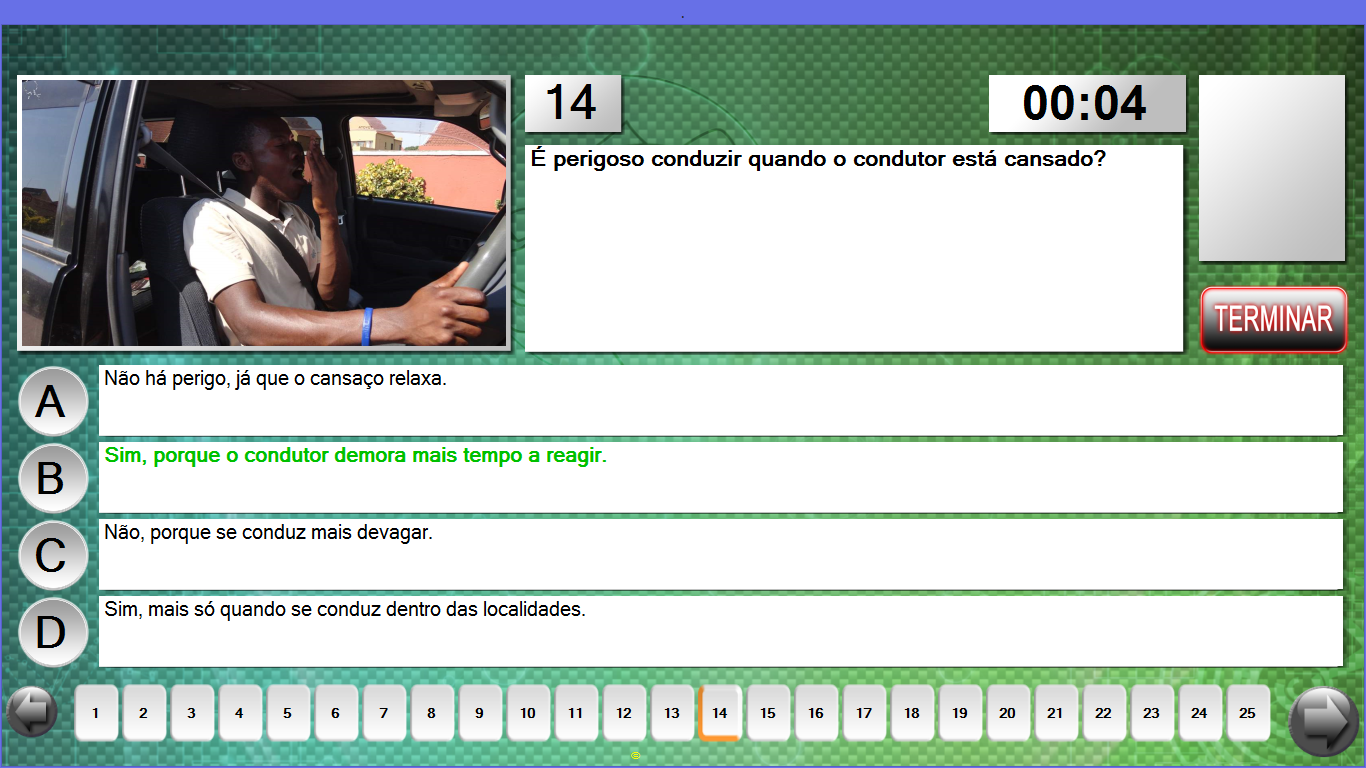 14
00:04
É perigoso conduzir quando o condutor está cansado?
TERMINAR
A
Não há perigo, já que o cansaço relaxa.
B
Sim, porque o condutor demora mais tempo a reagir.
C
Não, porque se conduz mais devagar.
D
Sim, mais só quando se conduz dentro das localidades.
1 2 3 4 5 6 7 8 9 10 11 12 13 14 15 16 17 18 19 20 21 22 23 24 25